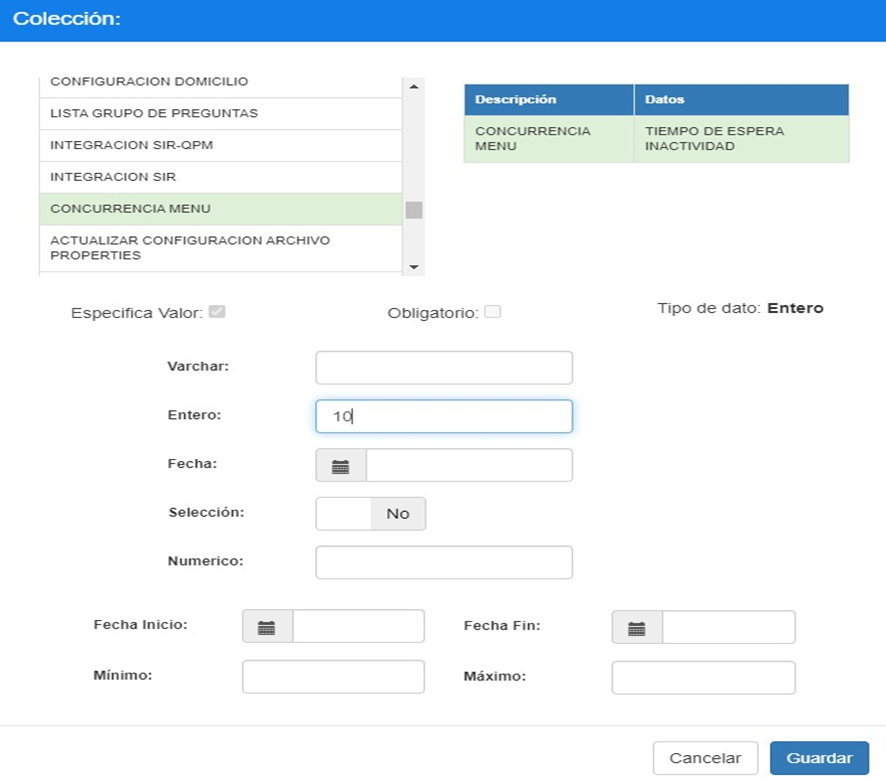 Colección:
CONFIGURACION DOMICILIO
LISTA GRUPO DE PREGUNTAS
INTEGRACION SIR-QPM
INTEGRACION SIR
CONCURRENCIA MENU
ACTUALIZAR CONFIGURACION ARCHIVO
PROPERTIES
Descripción Datos
CONCURRENCIA TIEMPO DE ESPERA
MENU INACTIVIDAD
Especifica Valor: Obligatorio: Tipo de dato: Entero
Varchar:
Entero: 10
Fecha:
Selección: No
Numerico:
Fecha Inicio: Fecha Fin:
Mínimo: Máximo:
Cancelar Guardar